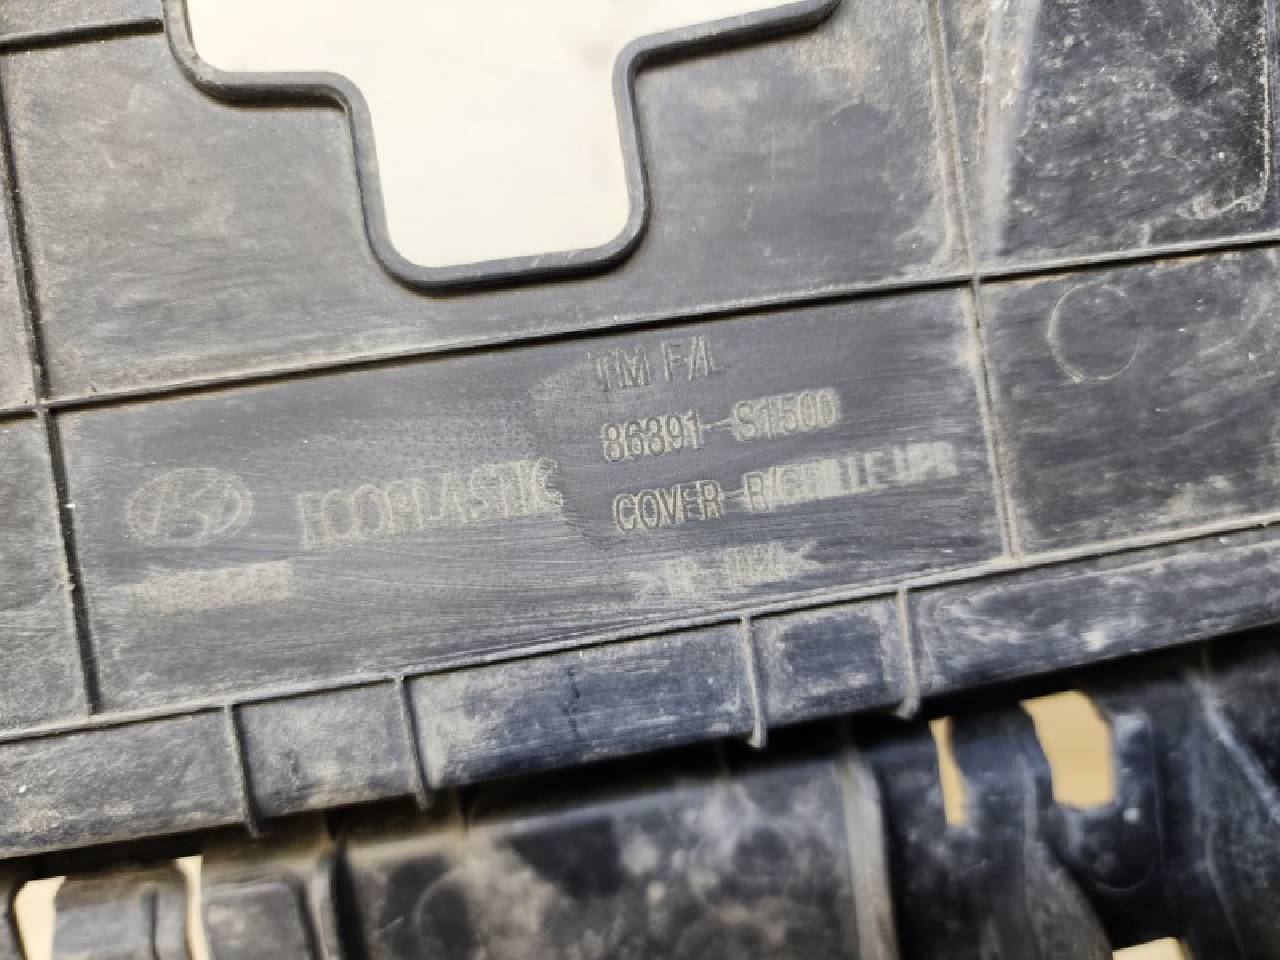 TM F/L
86391-S1500
ECOPLASTIC
COVER-R/GRILLE UPR